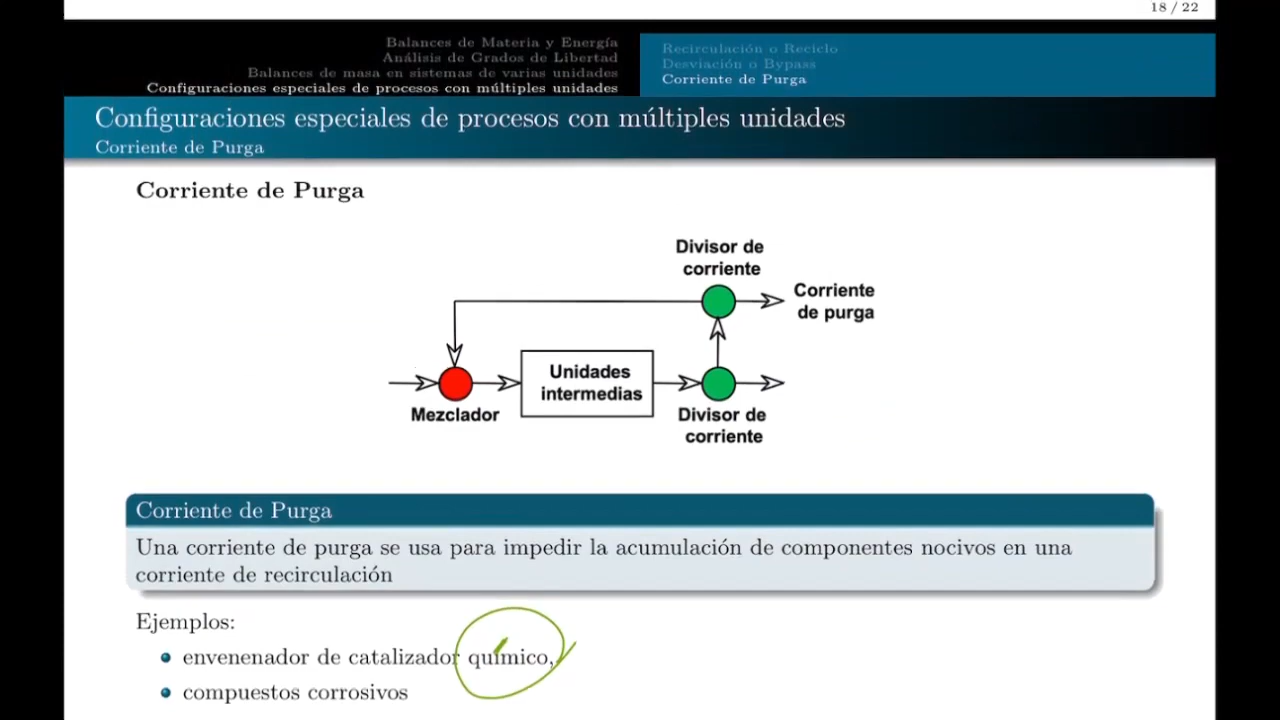 18 / 22
Balances de Materia y Energía
Análisis de Grados de Libertad
Balances de masa en sistemas de varias unidades
Configuraciones especiales de procesos con múltiples unidades
Recirculación o Reciclo
Desviación o Bypass
Corriente de Purga
Configuraciones especiales de procesos con múltiples unidades
Corriente de Purga
Corriente de Purga
Divisor de
corriente
Corriente
de purga
Unidades
intermedias
Mezclador
Divisor de
corriente
Corriente de Purga
Una corriente de purga se usa para impedir la acumulación de componentes nocivos en una
corriente de recirculación
Ejemplos:
envenenador de catalizador químico,
compuestos corrosivos